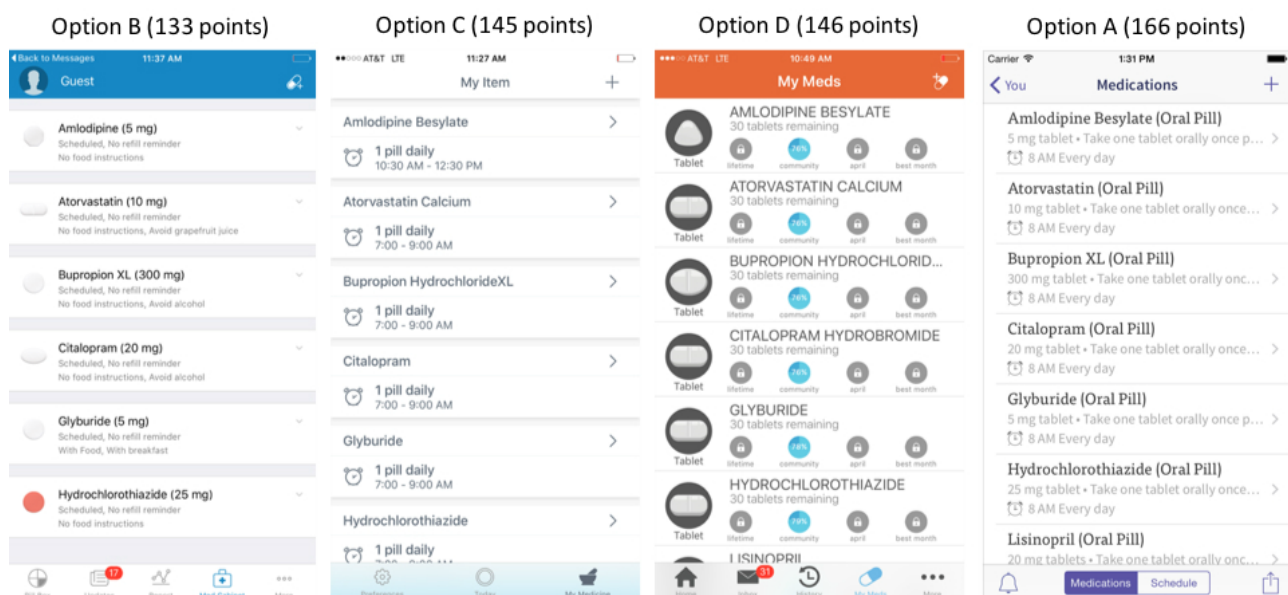 Option B (133 points)
Back to Messages 11:37 AM
Guest
Amlodipine (5 mg)
Scheduled, No refill reminder
No food instructions
Atorvastatin (10 mg)
Scheduled, No refill reminder
No food instructions, Avoid grapefruit juice
Bupropion XL (300 mg)
Scheduled, No refill reminder
No food instructions, Avoid alcohol
Citalopram (20 mg)
Scheduled, No refill reminder
No food instructions, Avoid alcohol
Glyburide (5 mg)
Scheduled, No refill reminder
With Food, With breakfast
Hydrochlorothiazide (25 mg)
Scheduled, No refill reminder
No food instructions
17
Option C (145 points)
AT&T LTE 11:27 AM
My Item +
Amlodipine Besylate
1 pill daily
10:30 AM - 12:30 PM
Atorvastatin Calcium
1 pill daily
7:00 - 9:00 AM
Bupropion HydrochlorideXL
1 pill daily
7:00 - 9:00 AM
Citalopram
1 pill daily
7:00 - 9:00 AM
Glyburide
1 pill daily
7:00 - 9:00 AM
Hydrochlorothiazide
1 pill daily
Option D (146 points)
AT&T LTE 10:49 AM
My Meds
AMLODIPINE BESYLATE
30 tablets remaining
76%
Tablet lifetime community april best month
ATORVASTATIN CALCIUM
30 tablets remaining
76%
Tablet lifetime community april best month
BUPROPION HYDROCHLORID...
30 tablets remaining
76%
Tablet lifetime community april best month
CITALOPRAM HYDROBROMIDE
30 tablets remaining
76%
Tablet lifetime community april best month
GLYBURIDE
30 tablets remaining
76%
Tablet lifetime community april best month
HYDROCHLOROTHIAZIDE
30 tablets remaining
76%
Tablet lifetime community april best month
LISINOPRIL
31
Option A (166 points)
Carrier 1:31 PM
You Medications +
Amlodipine Besylate (Oral Pill)
5 mg tablet • Take one tablet orally once p...
8 AM Every day
Atorvastatin (Oral Pill)
10 mg tablet • Take one tablet orally once...
8 AM Every day
Bupropion XL (Oral Pill)
300 mg tablet • Take one tablet orally onc...
8 AM Every day
Citalopram (Oral Pill)
20 mg tablet • Take one tablet orally once...
8 AM Every day
Glyburide (Oral Pill)
5 mg tablet • Take one tablet orally once p...
8 AM Every day
Hydrochlorothiazide (Oral Pill)
25 mg tablet • Take one tablet orally once...
8 AM Every day
Lisinopril (Oral Pill)
20 mg tablets • Take one tablet orally onc...
Medications Schedule